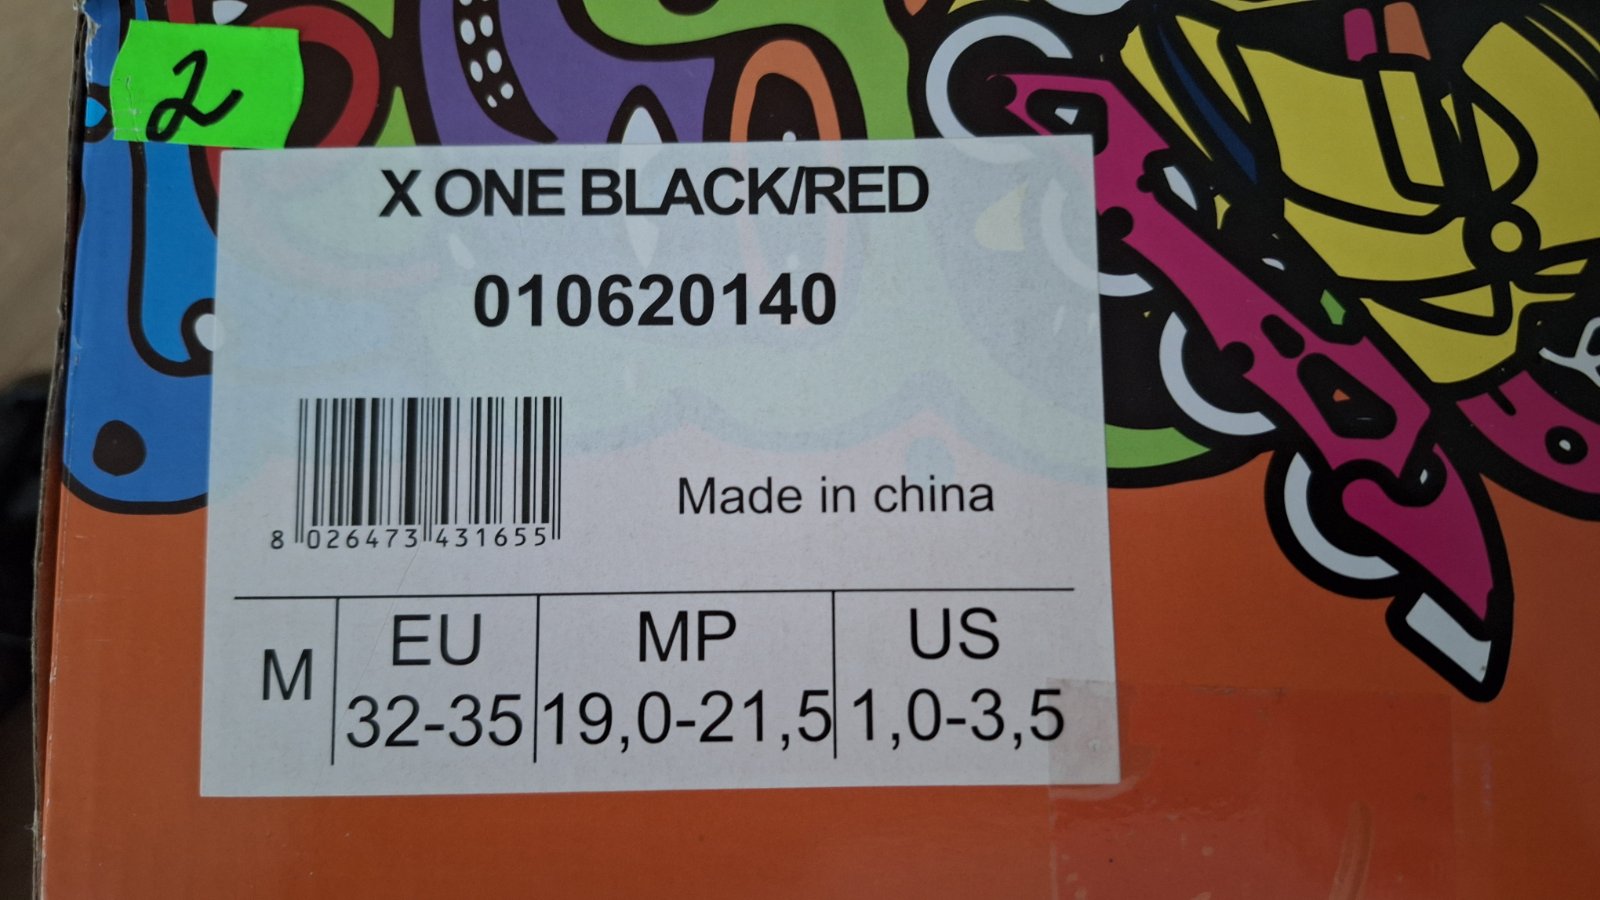 2
X ONE BLACK/RED
010620140
8 026473 431655
Made in china
M
EU
32-35
MP
19,0-21,5
US
1,0-3,5